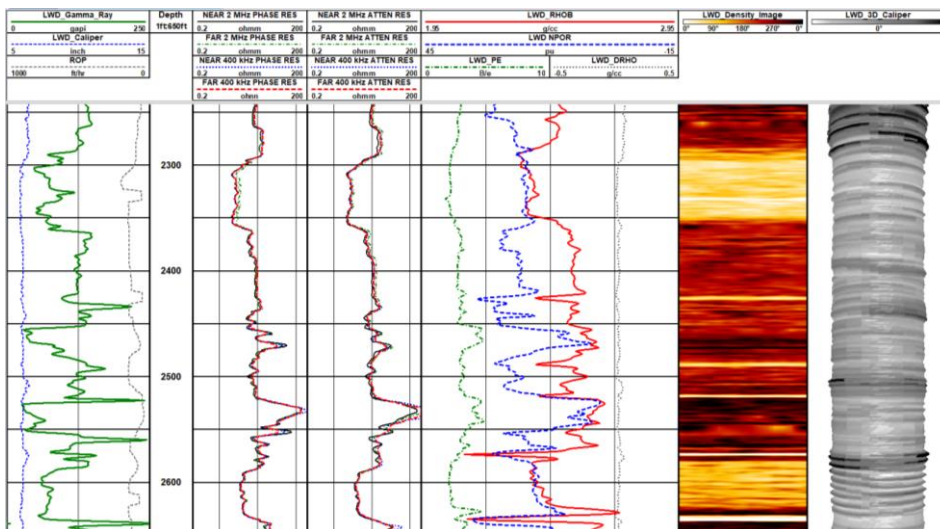 LWD_Gamma_Ray
0 gapi 250
LWD_Caliper
5 inch 15
ROP
1000 ft/hr 0
Depth
1ft:650ft
NEAR 2 MHz PHASE RES
0.2 ohmm 200
FAR 2 MHz PHASE RES
0.2 ohmm 200
NEAR 400 kHz PHASE RES
0.2 ohmm 200
FAR 400 kHz PHASE RES
0.2 ohm 200
NEAR 2 MHz ATTEN RES
0.2 ohmm 200
FAR 2 MHz ATTEN RES
0.2 ohmm 200
NEAR 400 kHz ATTEN RES
0.2 ohmm 200
FAR 400 kHz ATTEN RES
0.2 ohmm 200
LWD_RHOB
1.95 g/cc 2.95
LWD NPOR
45 pu -15
LWD_PE
0 B/e 10
LWD_DRHO
-0.5 g/cc 0.5
LWD_Density_Image
0° 90° 180° 270° 0°
LWD_3D_Caliper
0° 0°
2300
2400
2500
2600